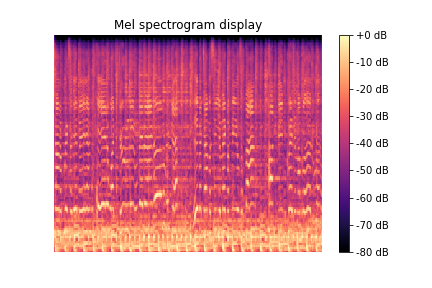 Mel spectrogram display
+0 dB
-10 dB
-20 dB
-30 dB
-40 dB
-50 dB
-60 dB
-70 dB
-80 dB